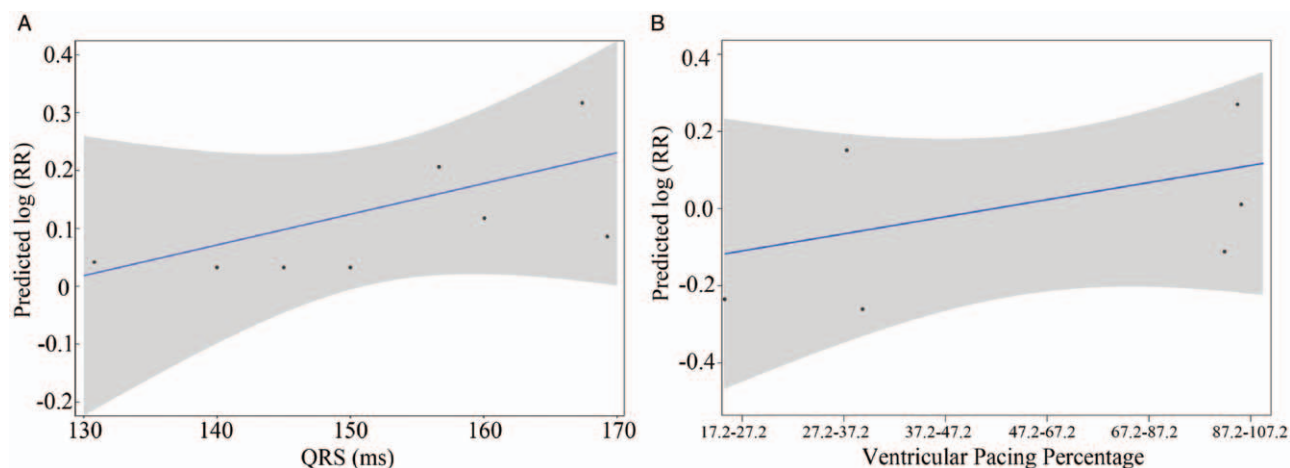 A
Predicted log (RR)
0.4
0.3
0.2
0.1
0
-0.1
-0.2
130 140 150 160 170
QRS (ms)
B
Predicted log (RR)
0.4
0.2
0.0
-0.2
-0.4
17.2-27.2 27.2-37.2 37.2-47.2 47.2-67.2 67.2-87.2 87.2-107.2
Ventricular Pacing Percentage